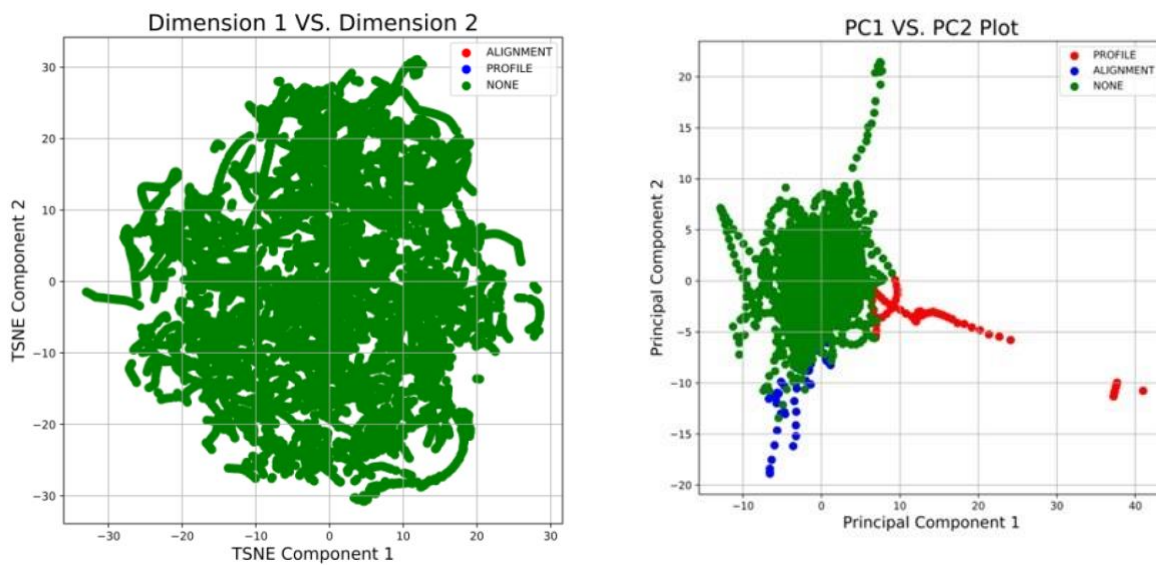 Dimension 1 VS. Dimension 2
ALIGNMENT
PROFILE
NONE
30
20
10
0
−10
−20
−30
TSNE Component 2
−30 −20 −10 0 10 20 30
TSNE Component 1
PC1 VS. PC2 Plot
PROFILE
ALIGNMENT
NONE
20
15
10
5
0
−5
−10
−15
−20
Principal Component 2
−10 0 10 20 30 40
Principal Component 1